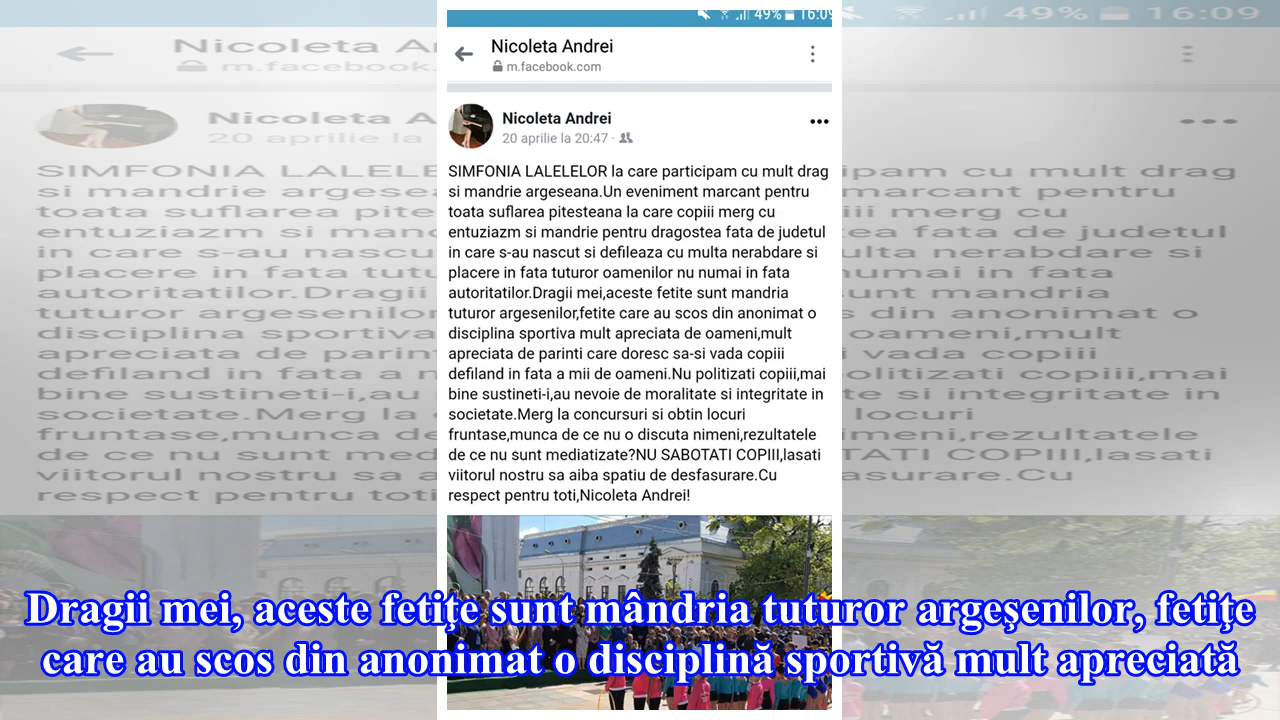 49% 16:09
Nicoleta Andrei
m.facebook.com
Nicoleta Andrei
20 aprilie la 20:47 ·
SIMFONIA LALELELOR la care participam cu mult drag
si mandrie argeseana.Un eveniment marcant pentru
toata suflarea pitesteana la care copiii merg cu
entuziazm si mandrie pentru dragostea fata de judetul
in care s-au nascut si defileaza cu multa nerabdare si
placere in fata tuturor oamenilor nu numai in fata
autoritatilor.Dragii mei,aceste fetite sunt mandria
tuturor argesenilor,fetite care au scos din anonimat o
disciplina sportiva mult apreciata de oameni,mult
apreciata de parinti care doresc sa-si vada copiii
defiland in fata a mii de oameni.Nu politizati copiii,mai
bine sustineti-i,au nevoie de moralitate si integritate in
societate.Merg la concursuri si obtin locuri
fruntase,munca de ce nu o discuta nimeni,rezultatele
de ce nu sunt mediatizate?NU SABOTATI COPIII,lasati
viitorul nostru sa aiba spatiu de desfasurare.Cu
respect pentru toti,Nicoleta Andrei!
Dragii mei, aceste fetiţe sunt mândria tuturor argeşenilor, fetiţe
care au scos din anonimat o disciplină sportivă mult apreciată